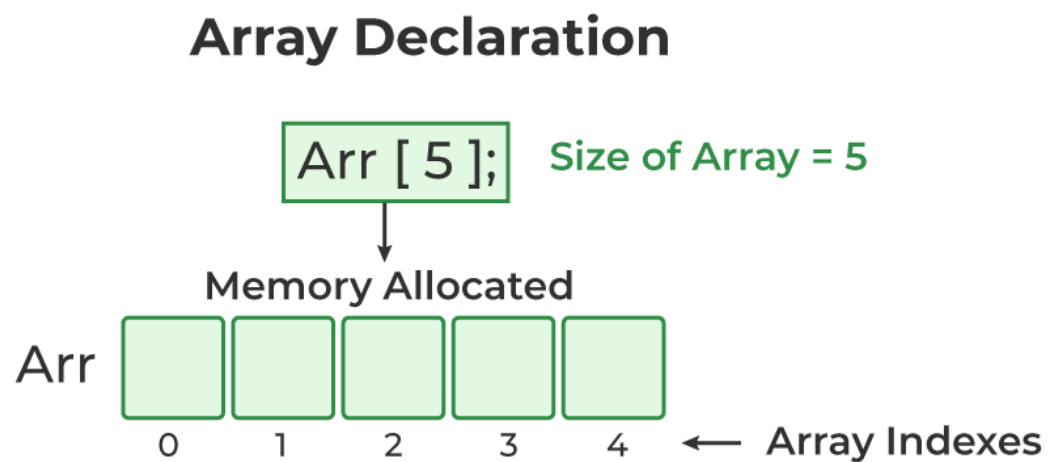 Array Declaration
Arr [ 5 ];
Size of Array = 5
Memory Allocated
Arr
0 1 2 3 4
Array Indexes